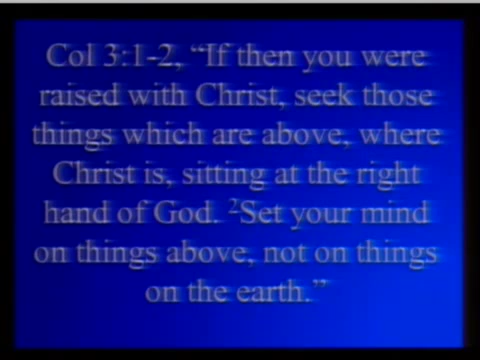 Col 3:1-2, “If then you were
raised with Christ, seek those
things which are above, where
Christ is, sitting at the right
hand of God. ²Set your mind
on things above, not on things
on the earth.”